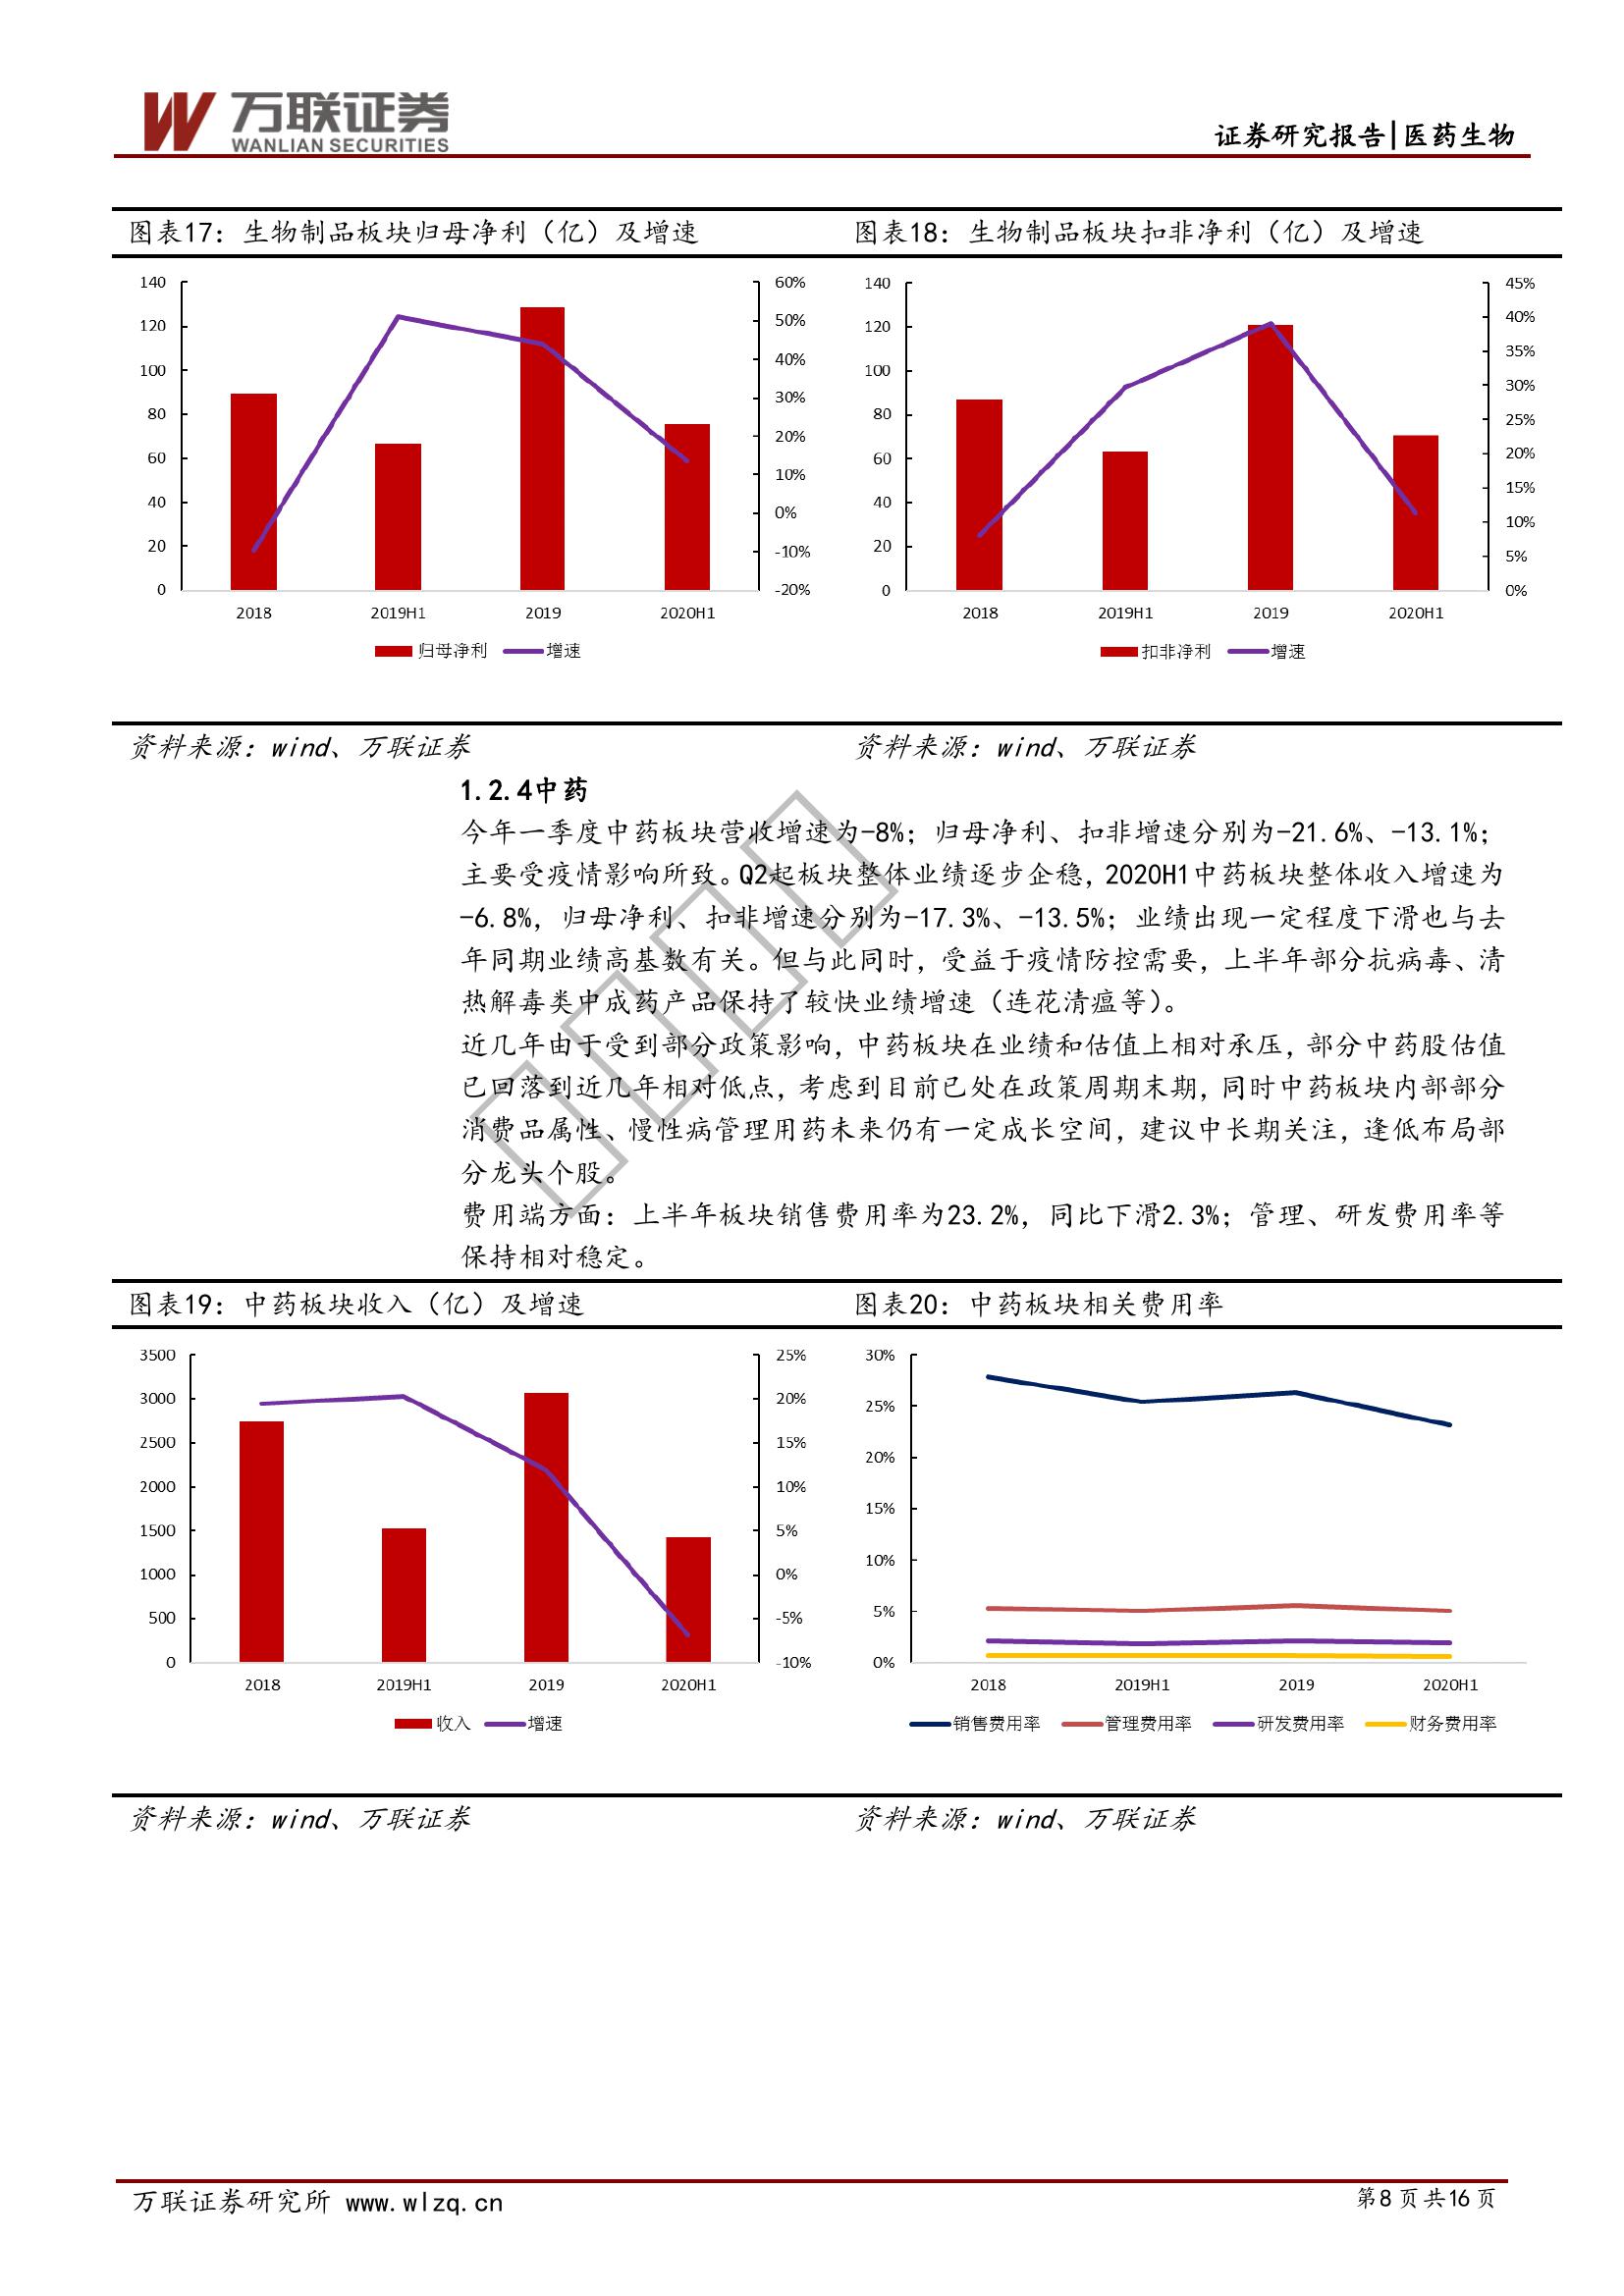 万联证券
WANLIAN SECURITIES
证券研究报告|医药生物
图表17：生物制品板块归母净利（亿）及增速
140
120
100
80
60
40
20
0
60%
50%
40%
30%
20%
10%
0%
-10%
-20%
2018 2019H1 2019 2020H1
归母净利 增速
图表18：生物制品板块扣非净利（亿）及增速
140
120
100
80
60
40
20
0
45%
40%
35%
30%
25%
20%
15%
10%
5%
0%
2018 2019H1 2019 2020H1
扣非净利 增速
资料来源：wind、万联证券
资料来源：wind、万联证券
1.2.4中药
今年一季度中药板块营收增速为-8%；归母净利、扣非增速分别为-21.6%、-13.1%；
主要受疫情影响所致。Q2起板块整体业绩逐步企稳，2020H1中药板块整体收入增速为
-6.8%，归母净利、扣非增速分别为-17.3%、-13.5%；业绩出现一定程度下滑也与去
年同期业绩高基数有关。但与此同时，受益于疫情防控需要，上半年部分抗病毒、清
热解毒类中成药产品保持了较快业绩增速（连花清瘟等）。
近几年由于受到部分政策影响，中药板块在业绩和估值上相对承压，部分中药股估值
已回落到近几年相对低点，考虑到目前已处在政策周期末期，同时中药板块内部部分
消费品属性、慢性病管理用药未来仍有一定成长空间，建议中长期关注，逢低布局部
分龙头个股。
费用端方面：上半年板块销售费用率为23.2%，同比下滑2.3%；管理、研发费用率等
保持相对稳定。
图表19：中药板块收入（亿）及增速
3500
3000
2500
2000
1500
1000
500
0
25%
20%
15%
10%
5%
0%
-5%
-10%
2018 2019H1 2019 2020H1
收入 增速
图表20：中药板块相关费用率
30%
25%
20%
15%
10%
5%
0%
2018 2019H1 2019 2020H1
销售费用率 管理费用率 研发费用率 财务费用率
资料来源：wind、万联证券
资料来源：wind、万联证券
万联证券研究所 www.wlzq.cn
第8页共16页